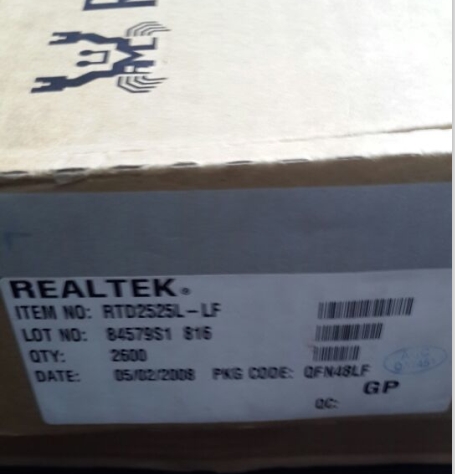 REALTEK®
ITEM NO: RTD2525L-LF
LOT NO: 84579S1 816
QTY: 2600
DATE: 05/02/2008 PKG CODE: QFN48LF
GP
QC: